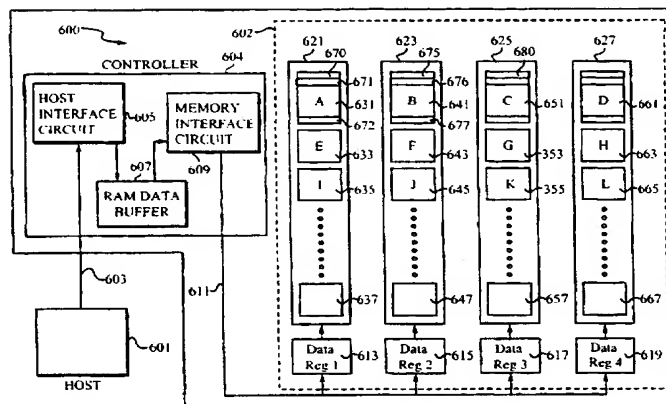 600
602
621
670
623
675
625
680
627
CONTROLLER
604
HOST
INTERFACE
CIRCUIT
605
MEMORY
INTERFACE
CIRCUIT
609
607
RAM DATA
BUFFER
671
A
631
672
676
B
641
677
C
651
D
661
E
633
F
643
G
353
H
663
I
635
J
645
K
355
L
665
603
611
637
647
657
667
601
HOST
Data
Reg 1
613
Data
Reg 2
615
Data
Reg 3
617
Data
Reg 4
619